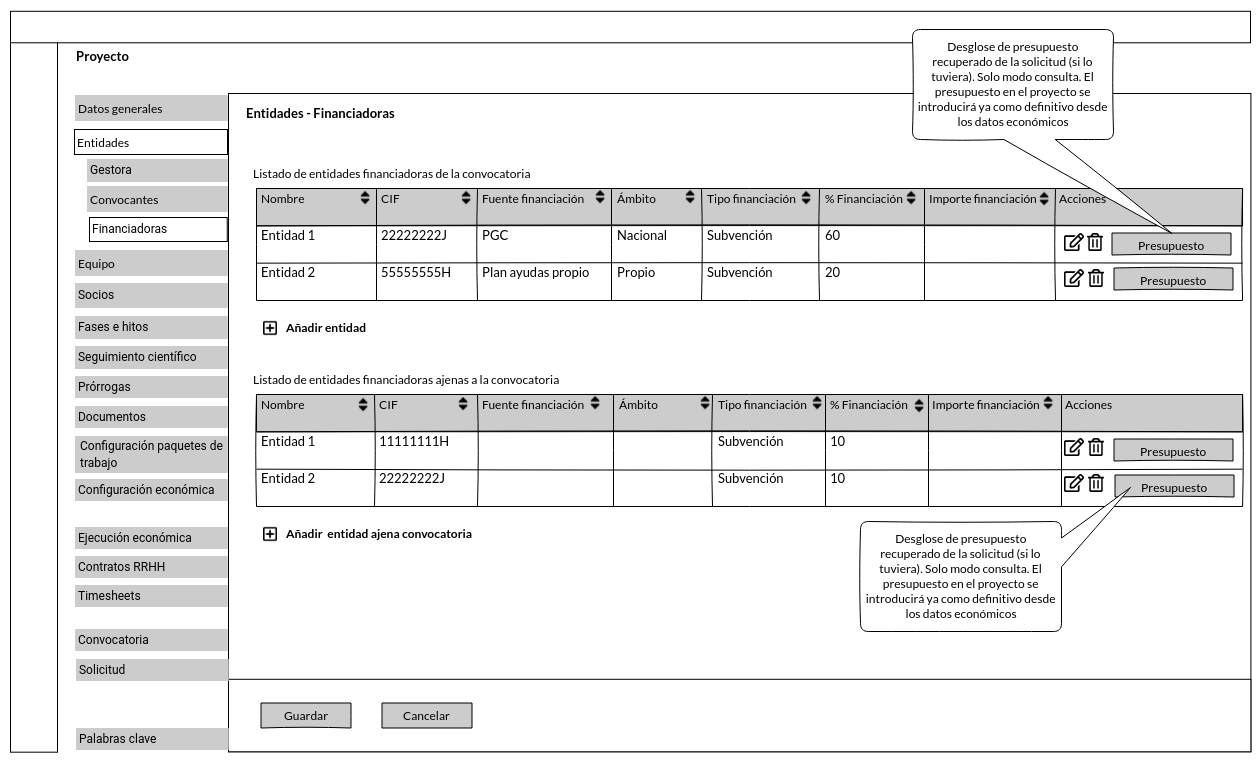 Proyecto
Desglose de presupuesto
recuperado de la solicitud (si lo
tuviera). Solo modo consulta. El
presupuesto en el proyecto se
introducirá ya como definitivo desde
los datos económicos
Datos generales
Entidades
Gestora
Convocantes
Financiadoras
Equipo
Socios
Fases e hitos
Seguimiento científico
Prórrogas
Documentos
Configuración paquetes de
trabajo
Configuración económica
Ejecución económica
Contratos RRHH
Timesheets
Convocatoria
Solicitud
Palabras clave
Entidades - Financiadoras
Listado de entidades financiadoras de la convocatoria
Nombre CIF Fuente financiación Ámbito Tipo financiación % Financiación Importe financiación Acciones
Entidad 1 22222222J PGC Nacional Subvención 60 Presupuesto
Entidad 2 55555555H Plan ayudas propio Propio Subvención 20 Presupuesto
Añadir entidad
Listado de entidades financiadoras ajenas a la convocatoria
Nombre CIF Fuente financiación Ámbito Tipo financiación % Financiación Importe financiación Acciones
Entidad 1 11111111H Subvención 10 Presupuesto
Entidad 2 22222222J Subvención 10 Presupuesto
Añadir entidad ajena convocatoria
Desglose de presupuesto
recuperado de la solicitud (si lo
tuviera). Solo modo consulta. El
presupuesto en el proyecto se
introducirá ya como definitivo desde
los datos económicos
Guardar Cancelar